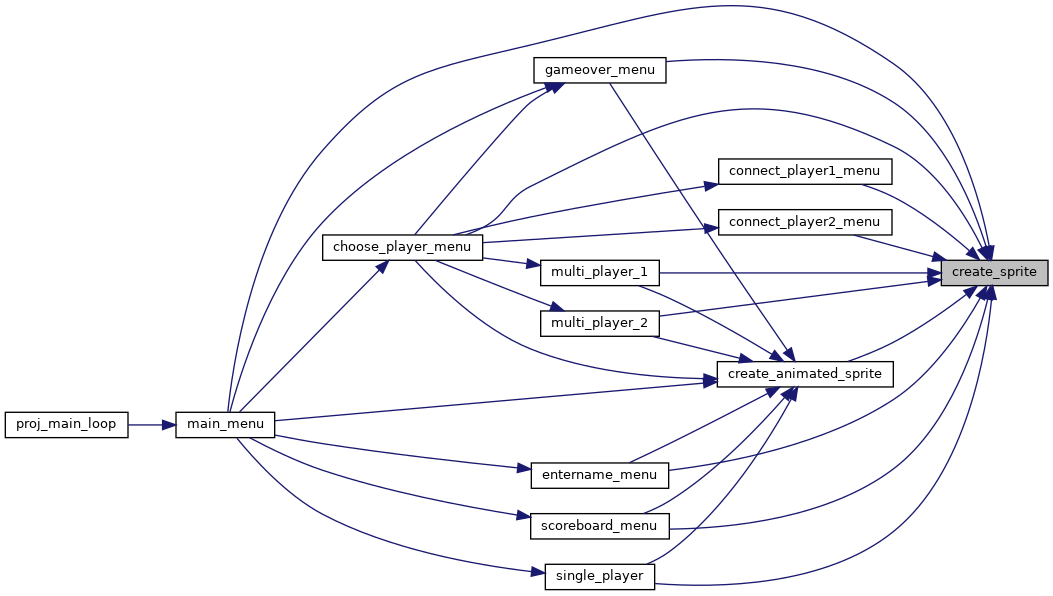 gameover_menu
connect_player1_menu
connect_player2_menu
choose_player_menu
create_sprite
multi_player_1
multi_player_2
create_animated_sprite
proj_main_loop
main_menu
entername_menu
scoreboard_menu
single_player